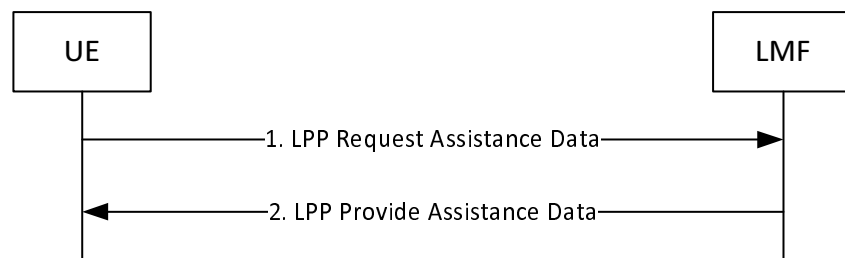 UE
LMF
1. LPP Request Assistance Data
2. LPP Provide Assistance Data